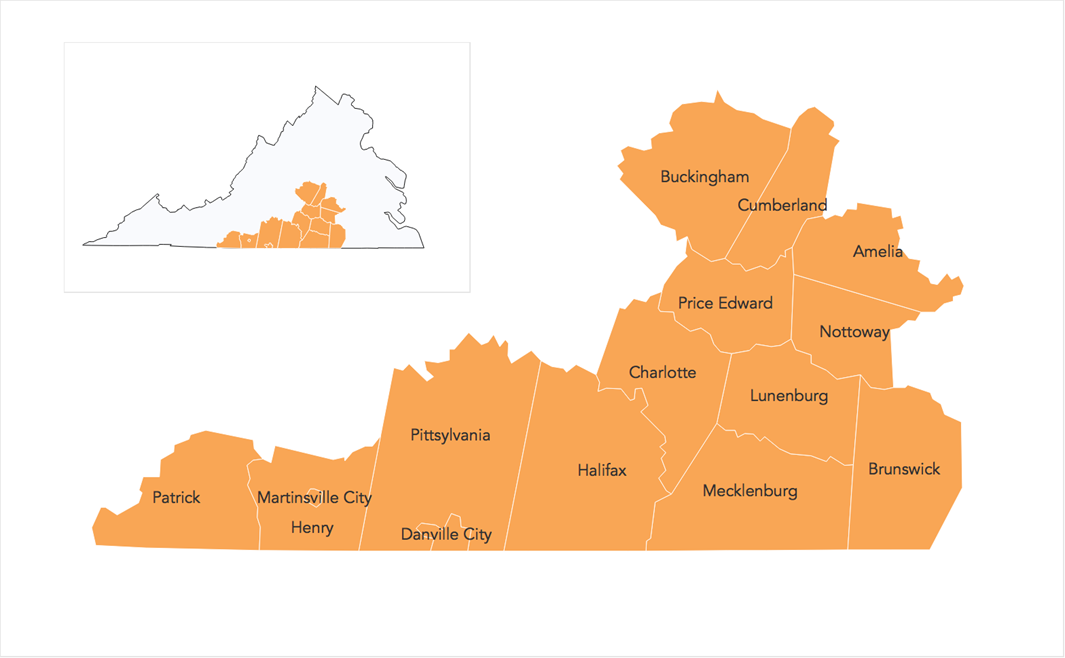 Buckingham
Cumberland
Amelia
Price Edward
Nottoway
Charlotte
Lunenburg
Pittsylvania
Halifax
Brunswick
Mecklenburg
Patrick
Martinsville City
Henry
Danville City